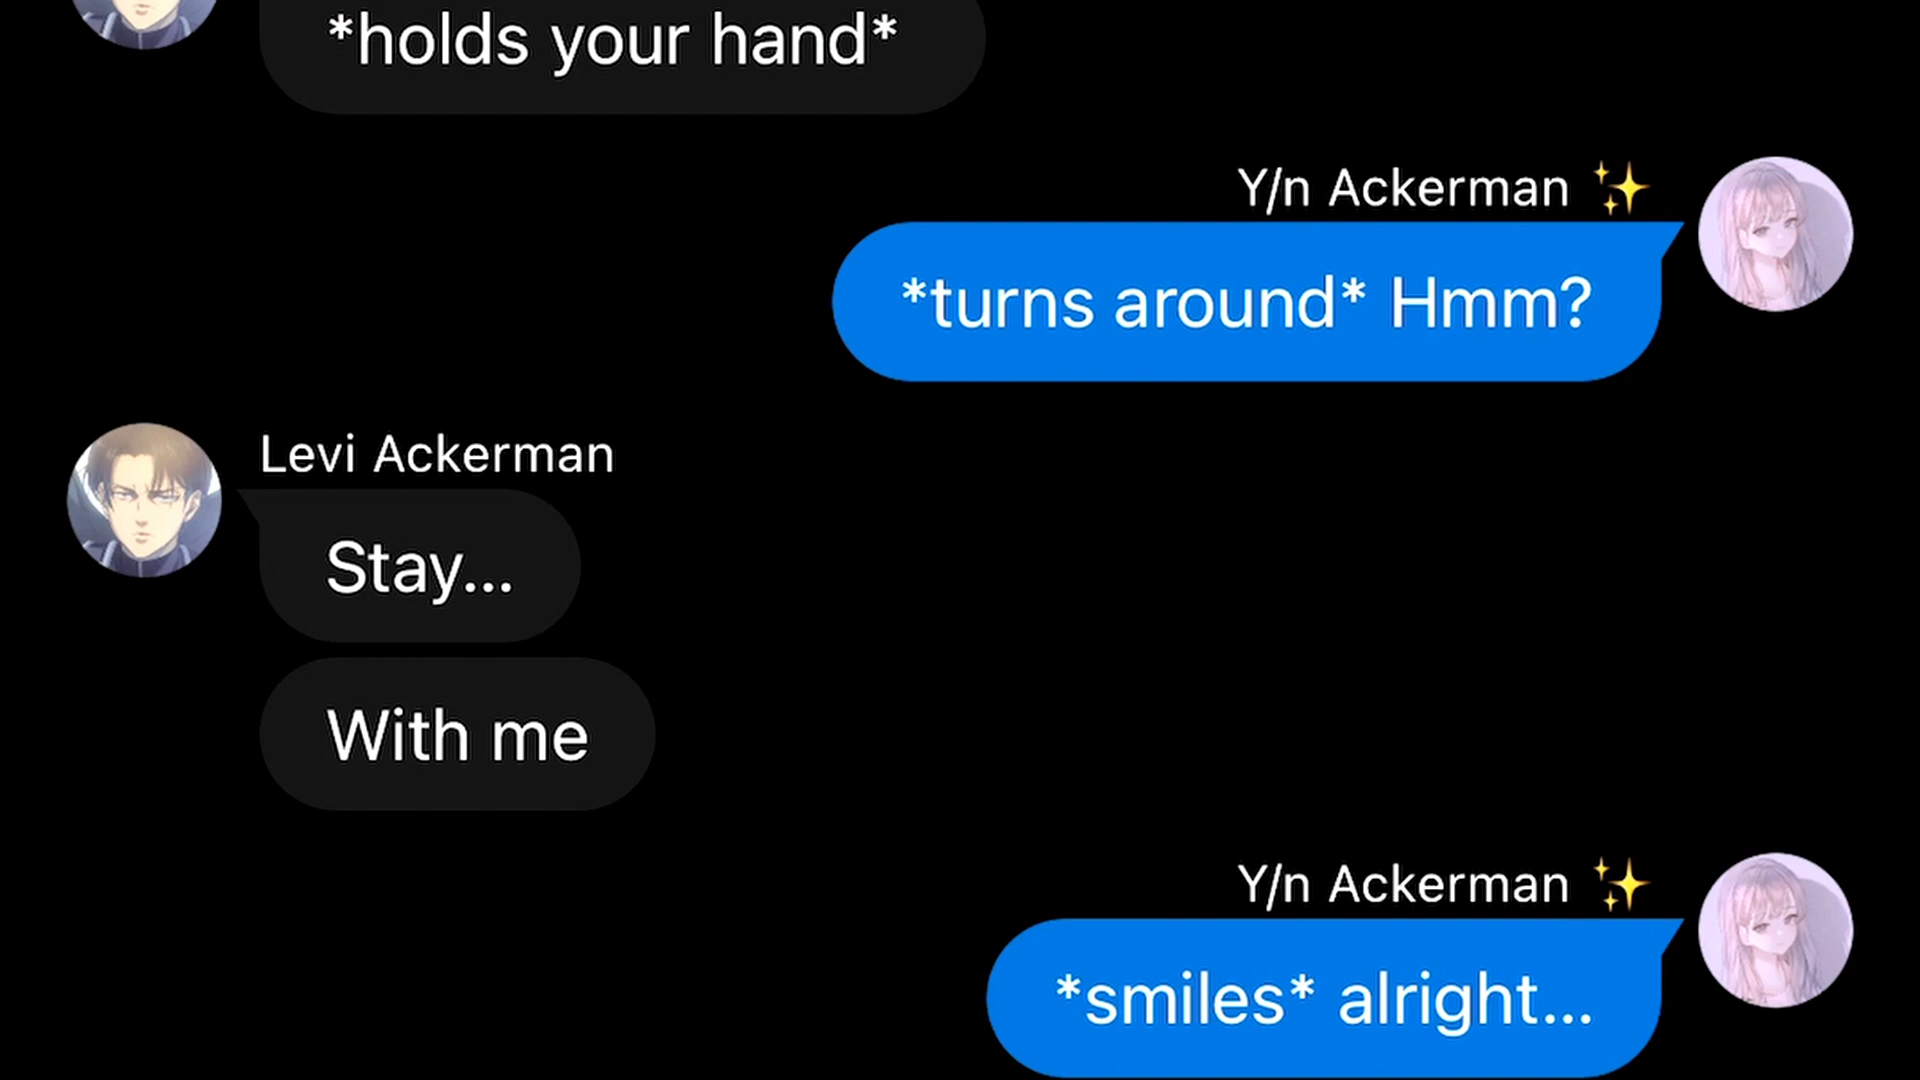 *holds your hand*
Y/n Ackerman ✨
*turns around* Hmm?
Levi Ackerman
Stay...
With me
Y/n Ackerman ✨
*smiles* alright...